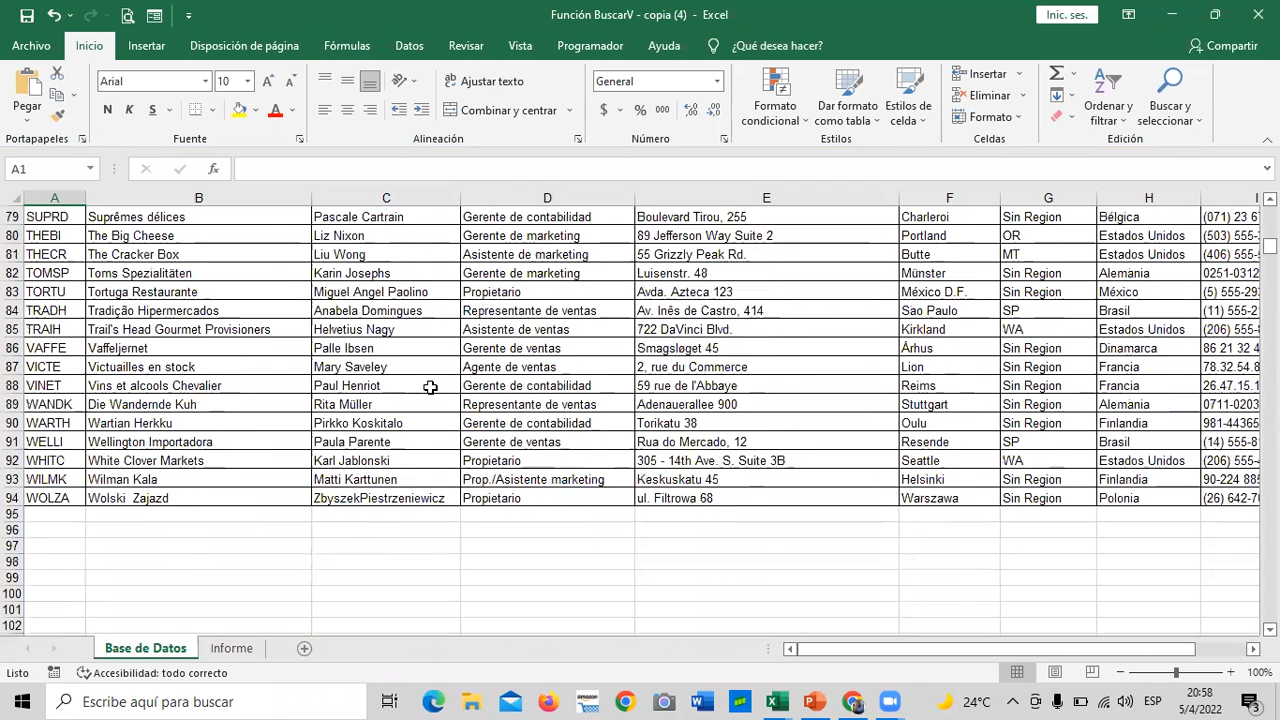 Función BuscarV - copia (4) - Excel
Inic. ses.
Archivo Inicio Insertar Disposición de página Fórmulas Datos Revisar Vista Programador Ayuda ¿Qué desea hacer? Compartir
Pegar Arial 10 Ajustar texto General Formato condicional Dar formato como tabla Estilos de celda Insertar Ordenar y filtrar Buscar y seleccionar
N K S Combinar y centrar $ % 000 Eliminar
Formato
Portapapeles Fuente Alineación Número Estilos Celdas Edición
A1 fx
A B C D E F G H I
79 SUPRD Suprêmes délices Pascale Cartrain Gerente de contabilidad Boulevard Tirou, 255 Charleroi Sin Region Bélgica (071) 23 67
80 THEBI The Big Cheese Liz Nixon Gerente de marketing 89 Jefferson Way Suite 2 Portland OR Estados Unidos (503) 555-
81 THECR The Cracker Box Liu Wong Asistente de marketing 55 Grizzly Peak Rd. Butte MT Estados Unidos (406) 555-
82 TOMSP Toms Spezialitäten Karin Josephs Gerente de marketing Luisenstr. 48 Münster Sin Region Alemania 0251-0312
83 TORTU Tortuga Restaurante Miguel Angel Paolino Propietario Avda. Azteca 123 México D.F. Sin Region México (5) 555-29
84 TRADH Tradição Hipermercados Anabela Domingues Representante de ventas Av. Inês de Castro, 414 Sao Paulo SP Brasil (11) 555-2
85 TRAIH Trail's Head Gourmet Provisioners Helvetius Nagy Asistente de ventas 722 DaVinci Blvd. Kirkland WA Estados Unidos (206) 555-
86 VAFFE Vaffeljernet Palle Ibsen Gerente de ventas Smagsløget 45 Århus Sin Region Dinamarca 86 21 32 4
87 VICTE Victuailles en stock Mary Saveley Agente de ventas 2, rue du Commerce Lion Sin Region Francia 78.32.54.8
88 VINET Vins et alcools Chevalier Paul Henriot Gerente de contabilidad 59 rue de l'Abbaye Reims Sin Region Francia 26.47.15.1
89 WANDK Die Wandernde Kuh Rita Müller Representante de ventas Adenauerallee 900 Stuttgart Sin Region Alemania 0711-0203
90 WARTH Wartian Herkku Pirkko Koskitalo Gerente de contabilidad Torikatu 38 Oulu Sin Region Finlandia 981-44365
91 WELLI Wellington Importadora Paula Parente Gerente de ventas Rua do Mercado, 12 Resende SP Brasil (14) 555-8
92 WHITC White Clover Markets Karl Jablonski Propietario 305 - 14th Ave. S. Suite 3B Seattle WA Estados Unidos (206) 555-
93 WILMK Wilman Kala Matti Karttunen Prop./Asistente marketing Keskuskatu 45 Helsinki Sin Region Finlandia 90-224 885
94 WOLZA Wolski Zajazd ZbyszekPiestrzeniewicz Propietario ul. Filtrowa 68 Warszawa Sin Region Polonia (26) 642-70
95
96
97
98
99
100
101
102
Base de Datos Informe
Listo Accesibilidad: todo correcto 100%
Escribe aquí para buscar amazon 24°C ESP 20:58
5/4/2022 3